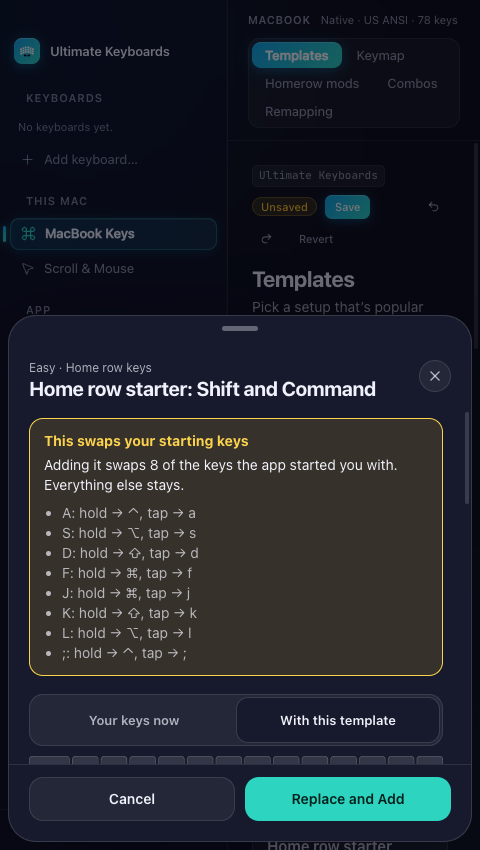 MACBOOK Native · US ANSI · 78 keys
Ultimate Keyboards
Templates Keymap
Homerow mods Combos
Remapping
KEYBOARDS
No keyboards yet.
Add keyboard...
THIS MAC
⌘ MacBook Keys
Scroll & Mouse
APP
Ultimate Keyboards
Unsaved Save
Revert
Templates
Pick a setup that's popular
Easy · Home row keys
Home row starter: Shift and Command
This swaps your starting keys
Adding it swaps 8 of the keys the app started you with.
Everything else stays.
• A: hold → ⌃, tap → a
• S: hold → ⌥, tap → s
• D: hold → ⇧, tap → d
• F: hold → ⌘, tap → f
• J: hold → ⌘, tap → j
• K: hold → ⇧, tap → k
• L: hold → ⌥, tap → l
• ;: hold → ⌃, tap → ;
Your keys now With this template
Cancel Replace and Add
Home row starter